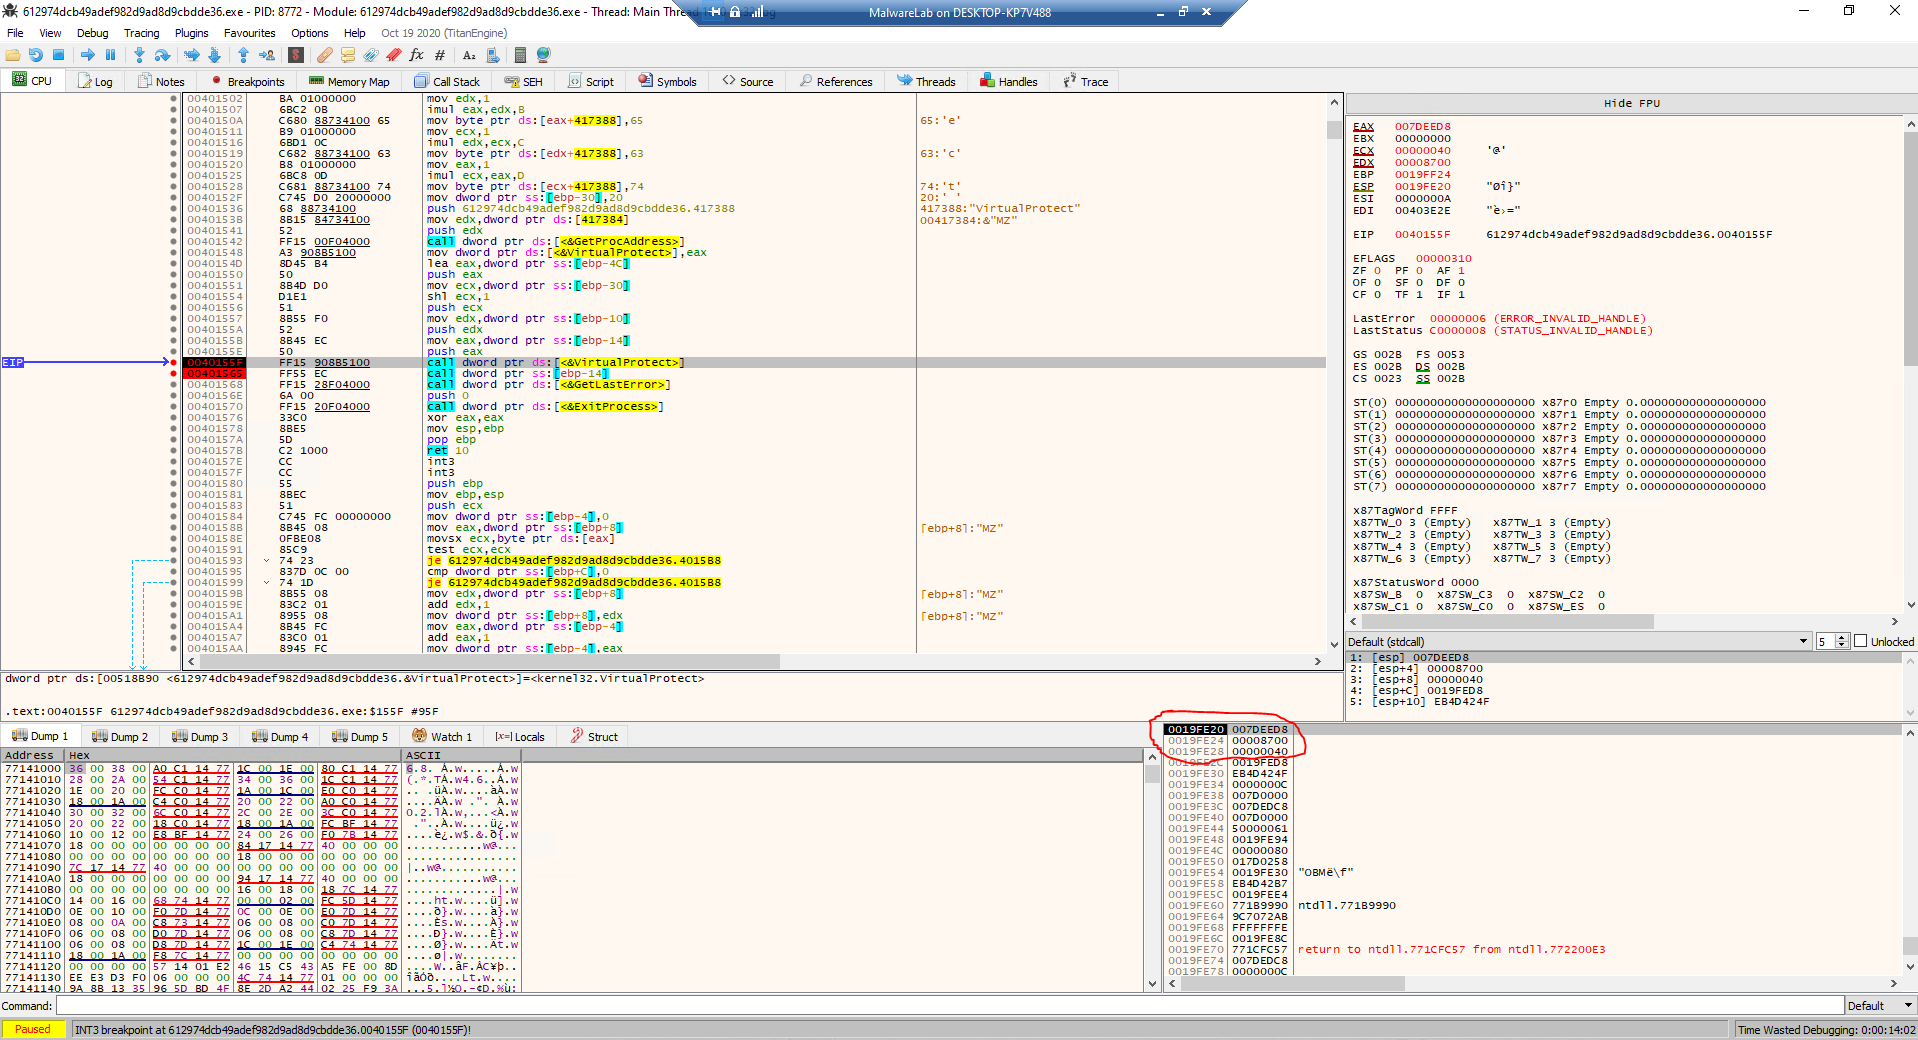 612974dcb49adef982d9ad8d9cbdde36.exe - PID: 8772 - Module: 612974dcb49adef982d9ad8d9cbdde36.exe - Thread: Main Thread
MalwareLab on DESKTOP-KP7V488
File View Debug Tracing Plugins Favourites Options Help Oct 19 2020 (TitanEngine)
CPU Log Notes Breakpoints Memory Map Call Stack SEH Script Symbols Source References Threads Handles Trace
00401502 BA 01000000 mov edx,1
00401507 6BC2 0B imul eax,edx,B
0040150A C680 88734100 65 mov byte ptr ds:[eax+417388],65 65:'e'
00401511 B9 01000000 mov ecx,1
00401516 6BD1 0C imul edx,ecx,C
00401519 C682 88734100 63 mov byte ptr ds:[edx+417388],63 63:'c'
00401520 B8 01000000 mov eax,1
00401525 6BC8 0D imul ecx,eax,D
00401528 C681 88734100 74 mov byte ptr ds:[ecx+417388],74 74:'t'
0040152F C745 D0 20000000 mov dword ptr ss:[ebp-30],20 20:' '
00401536 68 88734100 push 612974dcb49adef982d9ad8d9cbdde36.417388 417388:"VirtualProtect"
0040153B 8B15 84734100 mov edx,dword ptr ds:[417384] 00417384:&"MZ"
00401541 52 push edx
00401542 FF15 00F04000 call dword ptr ds:[<&GetProcAddress>]
00401548 A3 908B5100 mov dword ptr ds:[<&VirtualProtect>],eax
0040154D 8D45 B4 lea eax,dword ptr ss:[ebp-4C]
00401550 50 push eax
00401551 8B4D D0 mov ecx,dword ptr ss:[ebp-30]
00401554 D1E1 shl ecx,1
00401556 51 push ecx
00401557 8B55 F0 mov edx,dword ptr ss:[ebp-10]
0040155A 52 push edx
0040155B 8B45 EC mov eax,dword ptr ss:[ebp-14]
0040155E 50 push eax
EIP 0040155F FF15 908B5100 call dword ptr ds:[<&VirtualProtect>]
00401565 FF55 EC call dword ptr ss:[ebp-14]
00401568 FF15 28F04000 call dword ptr ds:[<&GetLastError>]
0040156E 6A 00 push 0
00401570 FF15 20F04000 call dword ptr ds:[<&ExitProcess>]
00401576 33C0 xor eax,eax
00401578 8BE5 mov esp,ebp
0040157A 5D pop ebp
0040157B C2 1000 ret 10
0040157E CC int3
0040157F CC int3
00401580 55 push ebp
00401581 8BEC mov ebp,esp
00401583 51 push ecx
00401584 C745 FC 00000000 mov dword ptr ss:[ebp-4],0
0040158B 8B45 08 mov eax,dword ptr ss:[ebp+8] [ebp+8]:"MZ"
0040158E 0FBE08 movsx ecx,byte ptr ds:[eax]
00401591 85C9 test ecx,ecx
00401593 74 23 je 612974dcb49adef982d9ad8d9cbdde36.4015B8
00401595 837D 0C 00 cmp dword ptr ss:[ebp+C],0
00401599 74 1D je 612974dcb49adef982d9ad8d9cbdde36.4015B8
0040159B 8B55 08 mov edx,dword ptr ss:[ebp+8] [ebp+8]:"MZ"
0040159E 83C2 01 add edx,1
004015A1 8955 08 mov dword ptr ss:[ebp+8],edx [ebp+8]:"MZ"
004015A4 8B45 FC mov eax,dword ptr ss:[ebp-4]
004015A7 83C0 01 add eax,1
004015AA 8945 FC mov dword ptr ss:[ebp-4],eax
dword ptr ds:[00518B90 <612974dcb49adef982d9ad8d9cbdde36.&VirtualProtect>]=<kernel32.VirtualProtect>
.text:0040155F 612974dcb49adef982d9ad8d9cbdde36.exe:$155F #95F
Hide FPU
EAX 007DEED8
EBX 00000000
ECX 00000040 '@'
EDX 00008700
EBP 0019FF24
ESP 0019FE20 "Øî}"
ESI 0000000A
EDI 00403E2E "è›="
EIP 0040155F 612974dcb49adef982d9ad8d9cbdde36.0040155F
EFLAGS 00000310
ZF 0 PF 0 AF 1
OF 0 SF 0 DF 0
CF 0 TF 1 IF 1
LastError 00000006 (ERROR_INVALID_HANDLE)
LastStatus C0000008 (STATUS_INVALID_HANDLE)
GS 002B FS 0053
ES 002B DS 002B
CS 0023 SS 002B
ST(0) 00000000000000000000 x87r0 Empty 0.000000000000000000
ST(1) 00000000000000000000 x87r1 Empty 0.000000000000000000
ST(2) 00000000000000000000 x87r2 Empty 0.000000000000000000
ST(3) 00000000000000000000 x87r3 Empty 0.000000000000000000
ST(4) 00000000000000000000 x87r4 Empty 0.000000000000000000
ST(5) 00000000000000000000 x87r5 Empty 0.000000000000000000
ST(6) 00000000000000000000 x87r6 Empty 0.000000000000000000
ST(7) 00000000000000000000 x87r7 Empty 0.000000000000000000
x87TagWord FFFF
x87TW_0 3 (Empty) x87TW_1 3 (Empty)
x87TW_2 3 (Empty) x87TW_3 3 (Empty)
x87TW_4 3 (Empty) x87TW_5 3 (Empty)
x87TW_6 3 (Empty) x87TW_7 3 (Empty)
x87StatusWord 0000
x87SW_B 0 x87SW_C3 0 x87SW_C2 0
x87SW_C1 0 x87SW_C0 0 x87SW_ES 0
Default (stdcall) 5 Unlocked
1: [esp] 007DEED8
2: [esp+4] 00008700
3: [esp+8] 00000040
4: [esp+C] 0019FED8
5: [esp+10] EB4D424F
Dump 1 Dump 2 Dump 3 Dump 4 Dump 5 Watch 1 [x=] Locals Struct
Address Hex ASCII
77141000 36 00 38 00 A0 C1 14 77 1C 00 1E 00 80 C1 14 77
77141010 28 00 2A 00 54 C1 14 77 34 00 36 00 1C C1 14 77
77141020 1E 00 20 00 FC C0 14 77 1A 00 1C 00 E0 C0 14 77
77141030 18 00 1A 00 C4 C0 14 77 20 00 22 00 A0 C0 14 77
77141040 30 00 32 00 6C C0 14 77 2C 00 2E 00 3C C0 14 77
77141050 20 00 22 00 18 C0 14 77 18 00 1A 00 FC BF 14 77
77141060 10 00 12 00 E8 BF 14 77 24 00 26 00 F0 7B 14 77
77141070 18 00 00 00 00 00 00 00 84 17 14 77 40 00 00 00
77141080 00 00 00 00 00 00 00 00 18 00 00 00 00 00 00 00
77141090 7C 17 14 77 40 00 00 00 00 00 00 00 00 00 00 00
771410A0 18 00 00 00 00 00 00 00 94 17 14 77 40 00 00 00
771410B0 00 00 00 00 00 00 00 00 16 00 18 00 18 7C 14 77
771410C0 14 00 16 00 68 74 14 77 00 00 02 00 FC 5D 14 77
771410D0 0E 00 10 00 F0 7D 14 77 0C 00 0E 00 E0 7D 14 77
771410E0 08 00 0A 00 C8 73 14 77 06 00 08 00 C0 7D 14 77
771410F0 06 00 08 00 D0 7D 14 77 06 00 08 00 C8 7D 14 77
77141100 06 00 08 00 D8 7D 14 77 1C 00 1E 00 C4 74 14 77
77141110 18 00 1A 00 F8 7C 14 77 00 00 00 00 00 00 00 00
77141120 00 00 00 00 57 14 01 E2 46 15 C5 43 A5 FE 00 8D
77141130 EE E3 D3 F0 06 00 00 00 4C 74 14 77 01 00 00 00
77141140 9A 8B 13 35 96 5D BD 4F 8E 2D A2 44 02 25 F9 3A
0019FE20 007DEED8
0019FE24 00008700
0019FE28 00000040
0019FE2C 0019FED8
0019FE30 EB4D424F
0019FE34 0000000C
0019FE38 007D0000
0019FE3C 007DEDC8
0019FE40 007D0000
0019FE44 50000061
0019FE48 0019FE94
0019FE4C 00000080
0019FE50 017D0258
0019FE54 0019FE30 "OBMë\f"
0019FE58 EB4D42B7
0019FE5C 0019FEE4
0019FE60 771B9990 ntdll.771B9990
0019FE64 9C7072AB
0019FE68 FFFFFFFE
0019FE6C 0019FE8C
0019FE70 771CFC57 return to ntdll.771CFC57 from ntdll.772200E3
0019FE74 007DEDC8
0019FE78 0000000C
Command: Default
Paused INT3 breakpoint at 612974dcb49adef982d9ad8d9cbdde36.0040155F (0040155F)! Time Wasted Debugging: 0:00:14:02